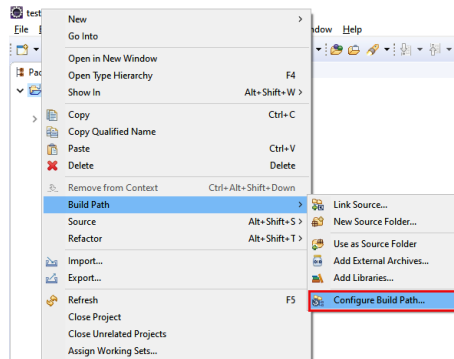 test
File
ndow Help
Pac
New
Go Into
Open in New Window
Open Type Hierarchy F4
Show In Alt+Shift+W >
Copy Ctrl+C
Copy Qualified Name
Paste Ctrl+V
Delete Delete
Remove from Context Ctrl+Alt+Shift+Down
Build Path
Source Alt+Shift+S >
Refactor Alt+Shift+T >
Import...
Export...
Refresh F5
Close Project
Close Unrelated Projects
Assign Working Sets...
Link Source...
New Source Folder...
Use as Source Folder
Add External Archives...
Add Libraries...
Configure Build Path...